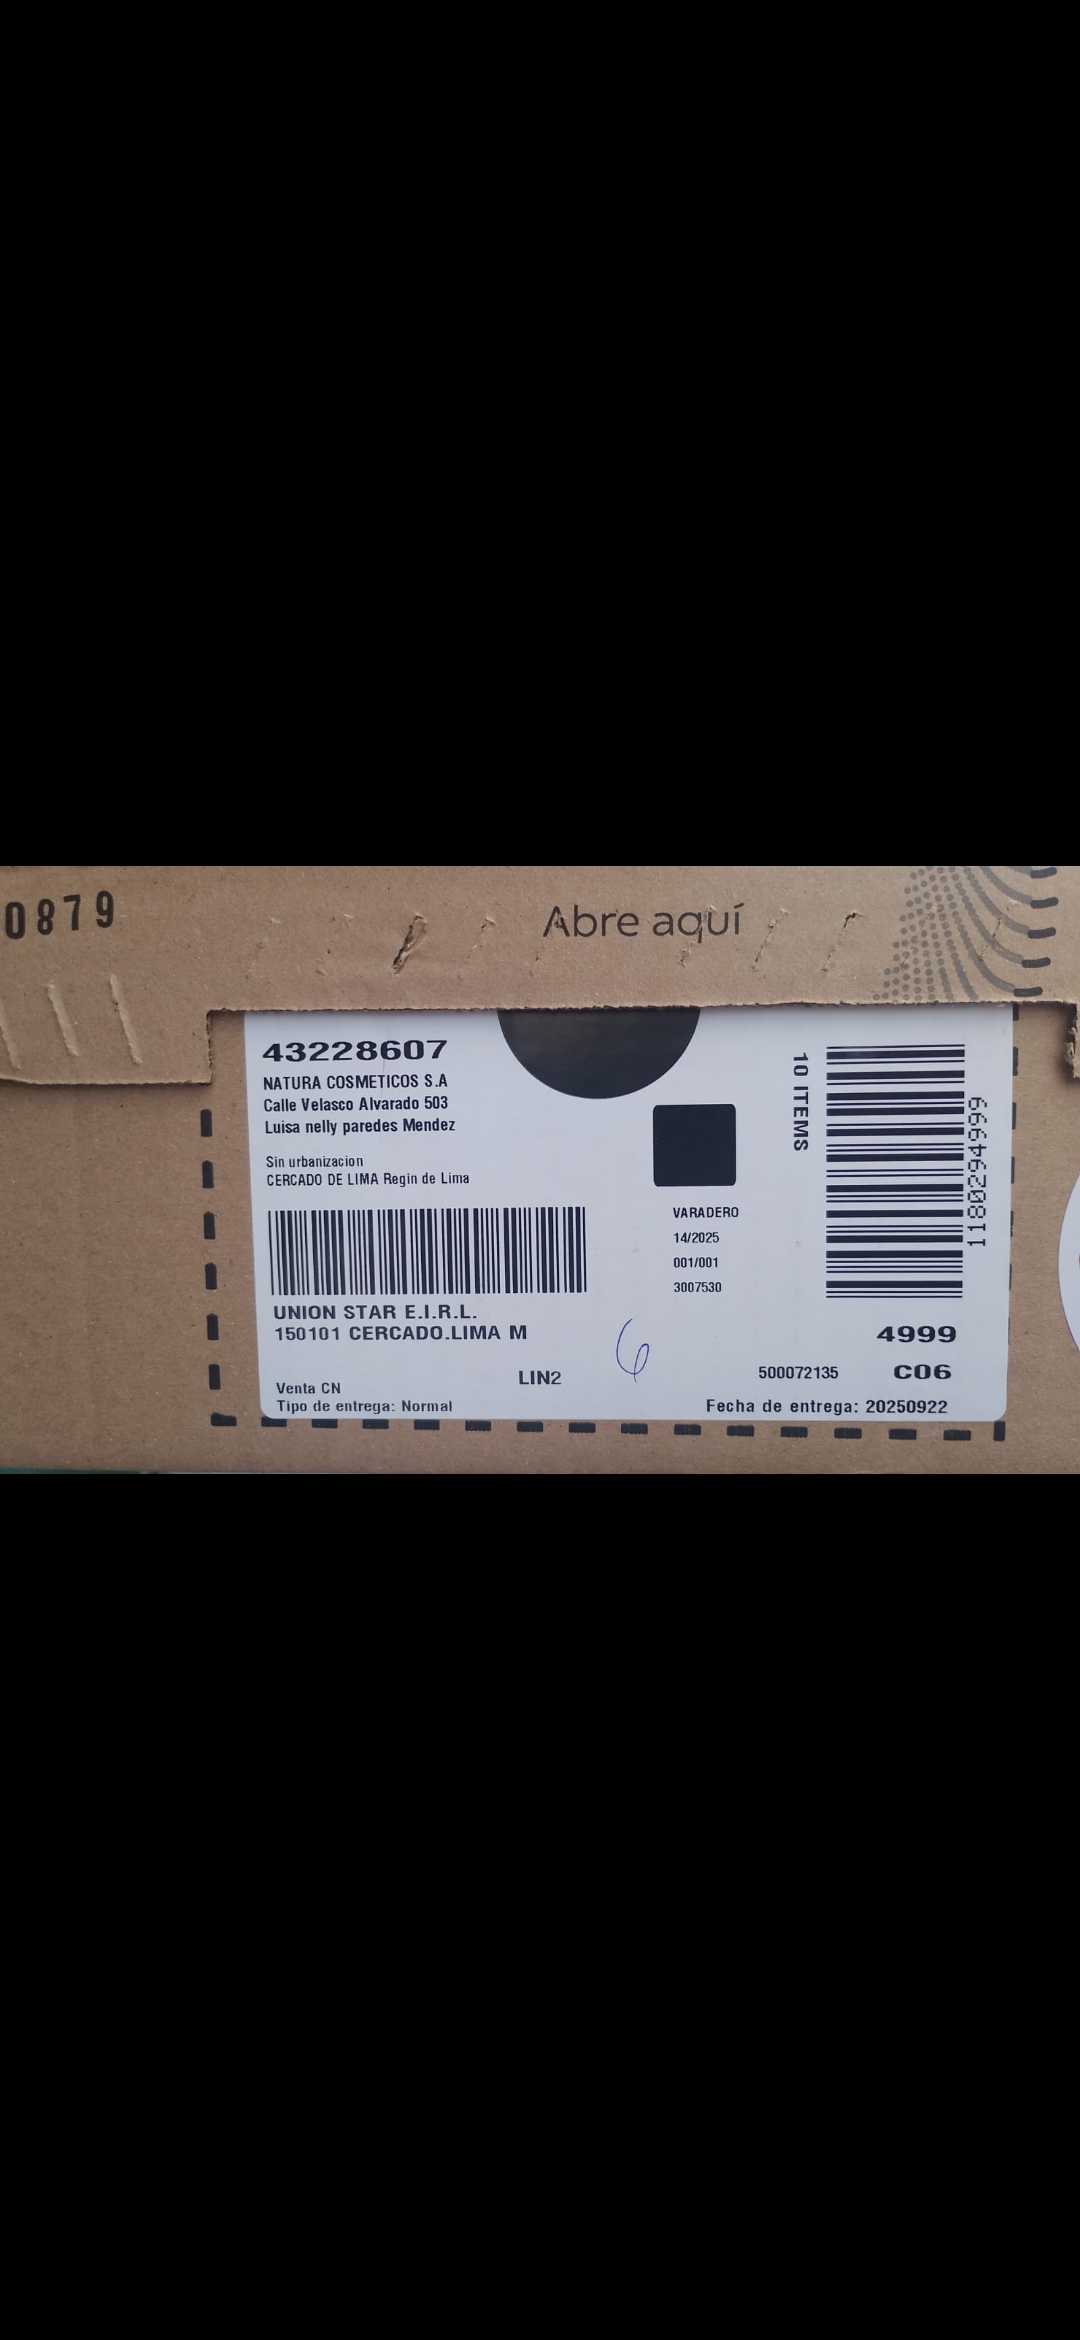 0879
Abre aquí
43228607
NATURA COSMETICOS S.A
Calle Velasco Alvarado 503
Luisa nelly paredes Mendez
Sin urbanizacion
CERCADO DE LIMA Regin de Lima
10 ITEMS
1180294999
VARADERO
14/2025
001/001
3007530
UNION STAR E.I.R.L.
150101 CERCADO.LIMA M
6
4999
LIN2
500072135 C06
Venta CN
Tipo de entrega: Normal
Fecha de entrega: 20250922